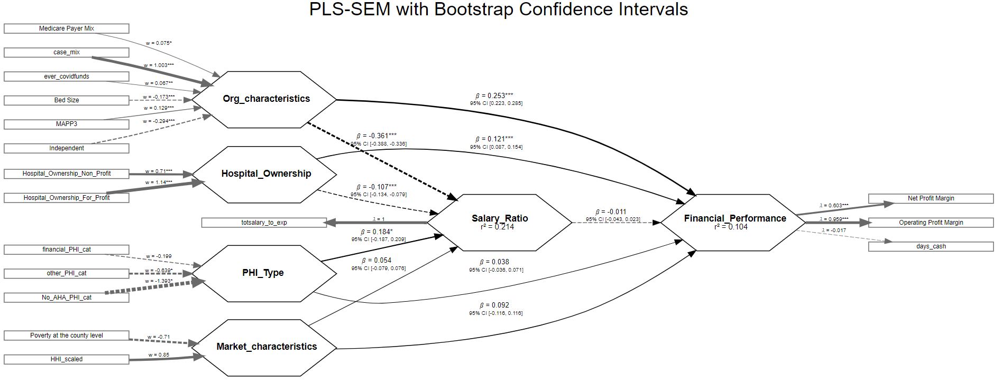 PLS-SEM with Bootstrap Confidence Intervals
Medicare Payer Mix
w = 0.075*
case_mix
w = 1.003***
ever_covidfunds
w = 0.067**
Bed Size
w = -0.173***
MAPP3
w = 0.129***
Independent
w = -0.294***
Org_characteristics
Hospital_Ownership_Non_Profit
w = 0.71***
Hospital_Ownership_For_Profit
w = 1.14***
Hospital_Ownership
totsalary_to_exp
λ = 1
financial_PHI_cat
w = -0.199
other_PHI_cat
w = -0.639*
No_AHA_PHI_cat
w = -1.393*
PHI_Type
Poverty at the county level
w = -0.71
HHI_scaled
w = 0.85
Market_characteristics
β = 0.253***
95% CI [0.223, 0.285]
β = -0.361***
95% CI [-0.388, -0.336]
β = 0.121***
95% CI [0.087, 0.154]
β = -0.107***
95% CI [-0.134, -0.079]
β = 0.184*
95% CI [-0.187, 0.209]
β = 0.054
95% CI [-0.079, 0.076]
β = 0.038
95% CI [-0.036, 0.071]
β = 0.092
95% CI [-0.116, 0.116]
Salary_Ratio
r² = 0.214
β = -0.011
95% CI [-0.043, 0.023]
Financial_Performance
r² = 0.104
λ = 0.603***
Net Profit Margin
λ = 0.959***
Operating Profit Margin
λ = -0.017
days_cash